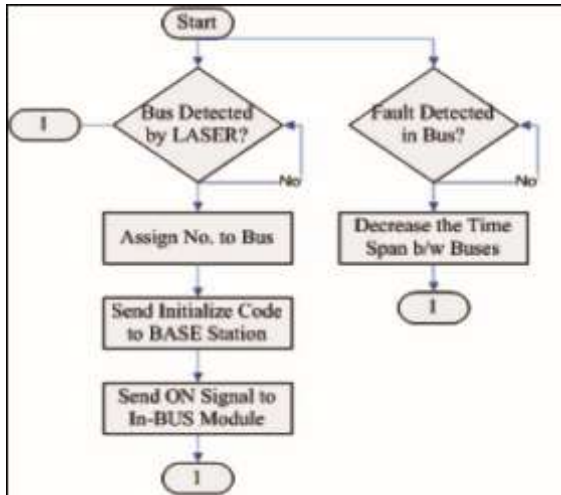 Start
Bus Detected
by LASER?
Fault Detected
in Bus?
1
No
No
Assign No. to Bus
Decrease the Time
Span b/w Buses
Send Initialize Code
to BASE Station
1
Send ON Signal to
In-BUS Module
1